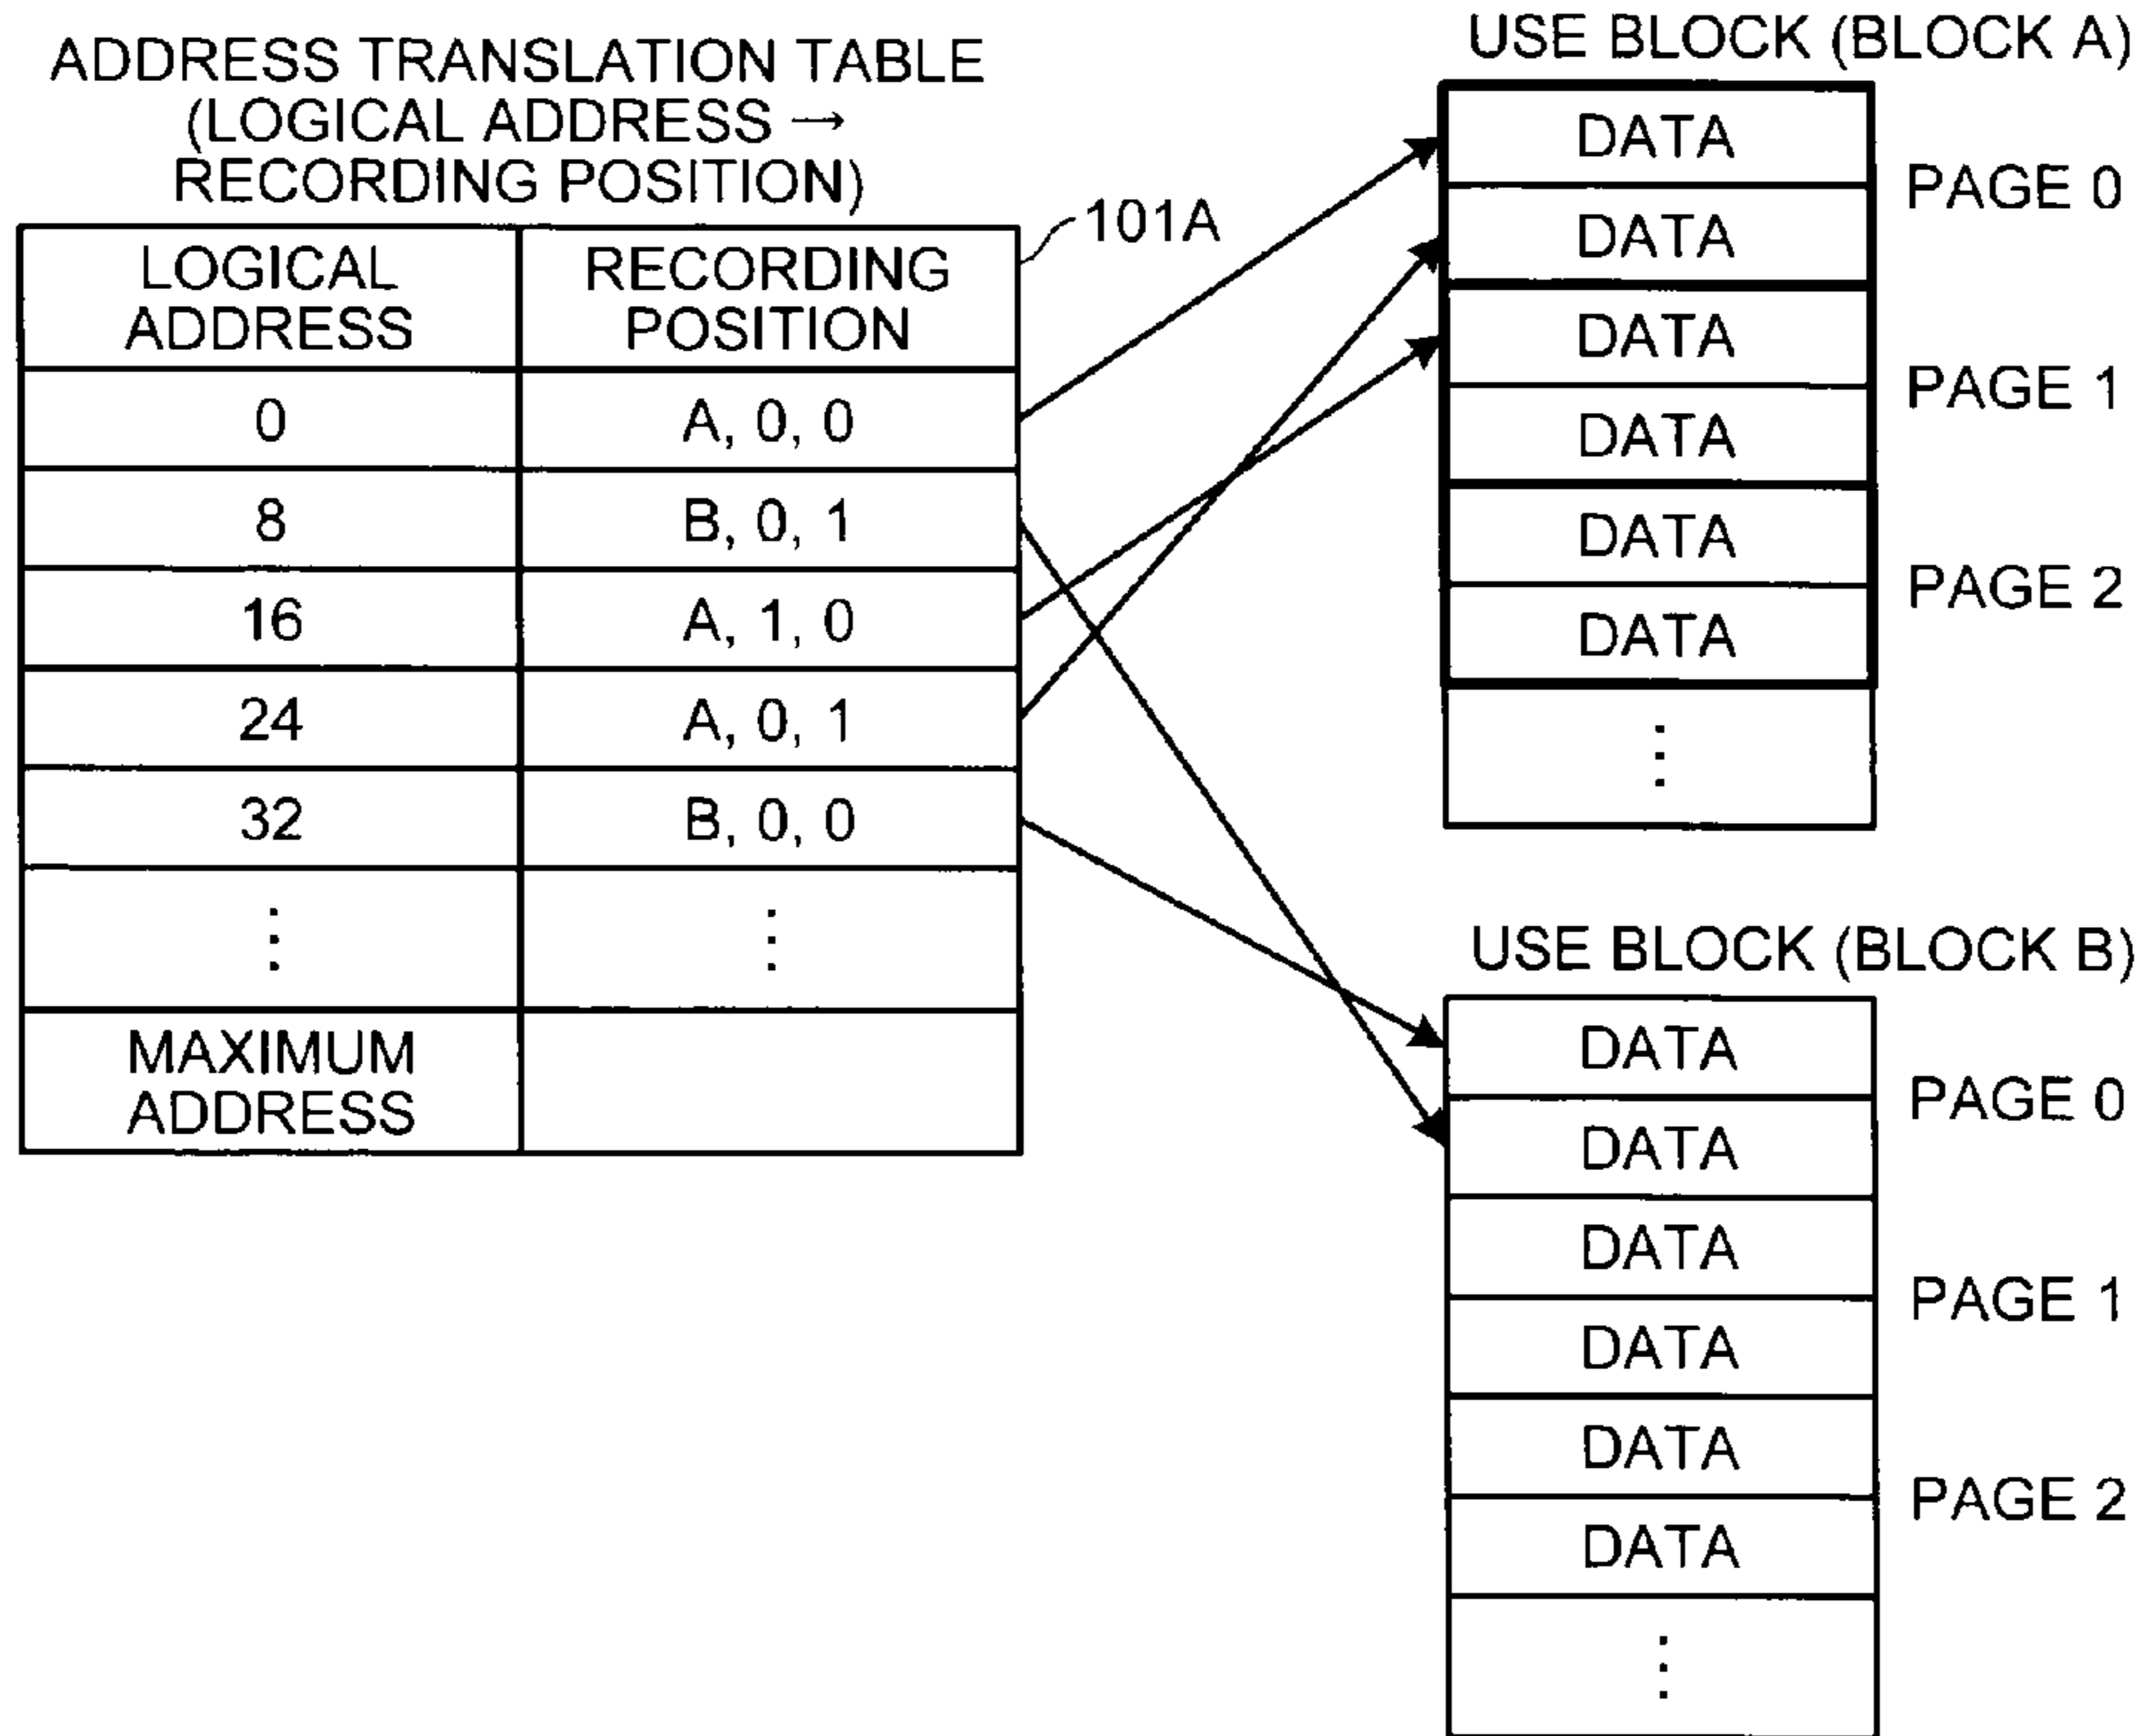 ADDRESS TRANSLATION TABLE
(LOGICAL ADDRESS →
RECORDING POSITION)
101A
LOGICAL ADDRESS RECORDING POSITION
0 A, 0, 0
8 B, 0, 1
16 A, 1, 0
24 A, 0, 1
32 B, 0, 0
⋮ ⋮
MAXIMUM ADDRESS
USE BLOCK (BLOCK A)
DATA
PAGE 0
DATA
DATA
PAGE 1
DATA
DATA
PAGE 2
DATA
⋮
USE BLOCK (BLOCK B)
DATA
PAGE 0
DATA
DATA
PAGE 1
DATA
DATA
PAGE 2
DATA
⋮